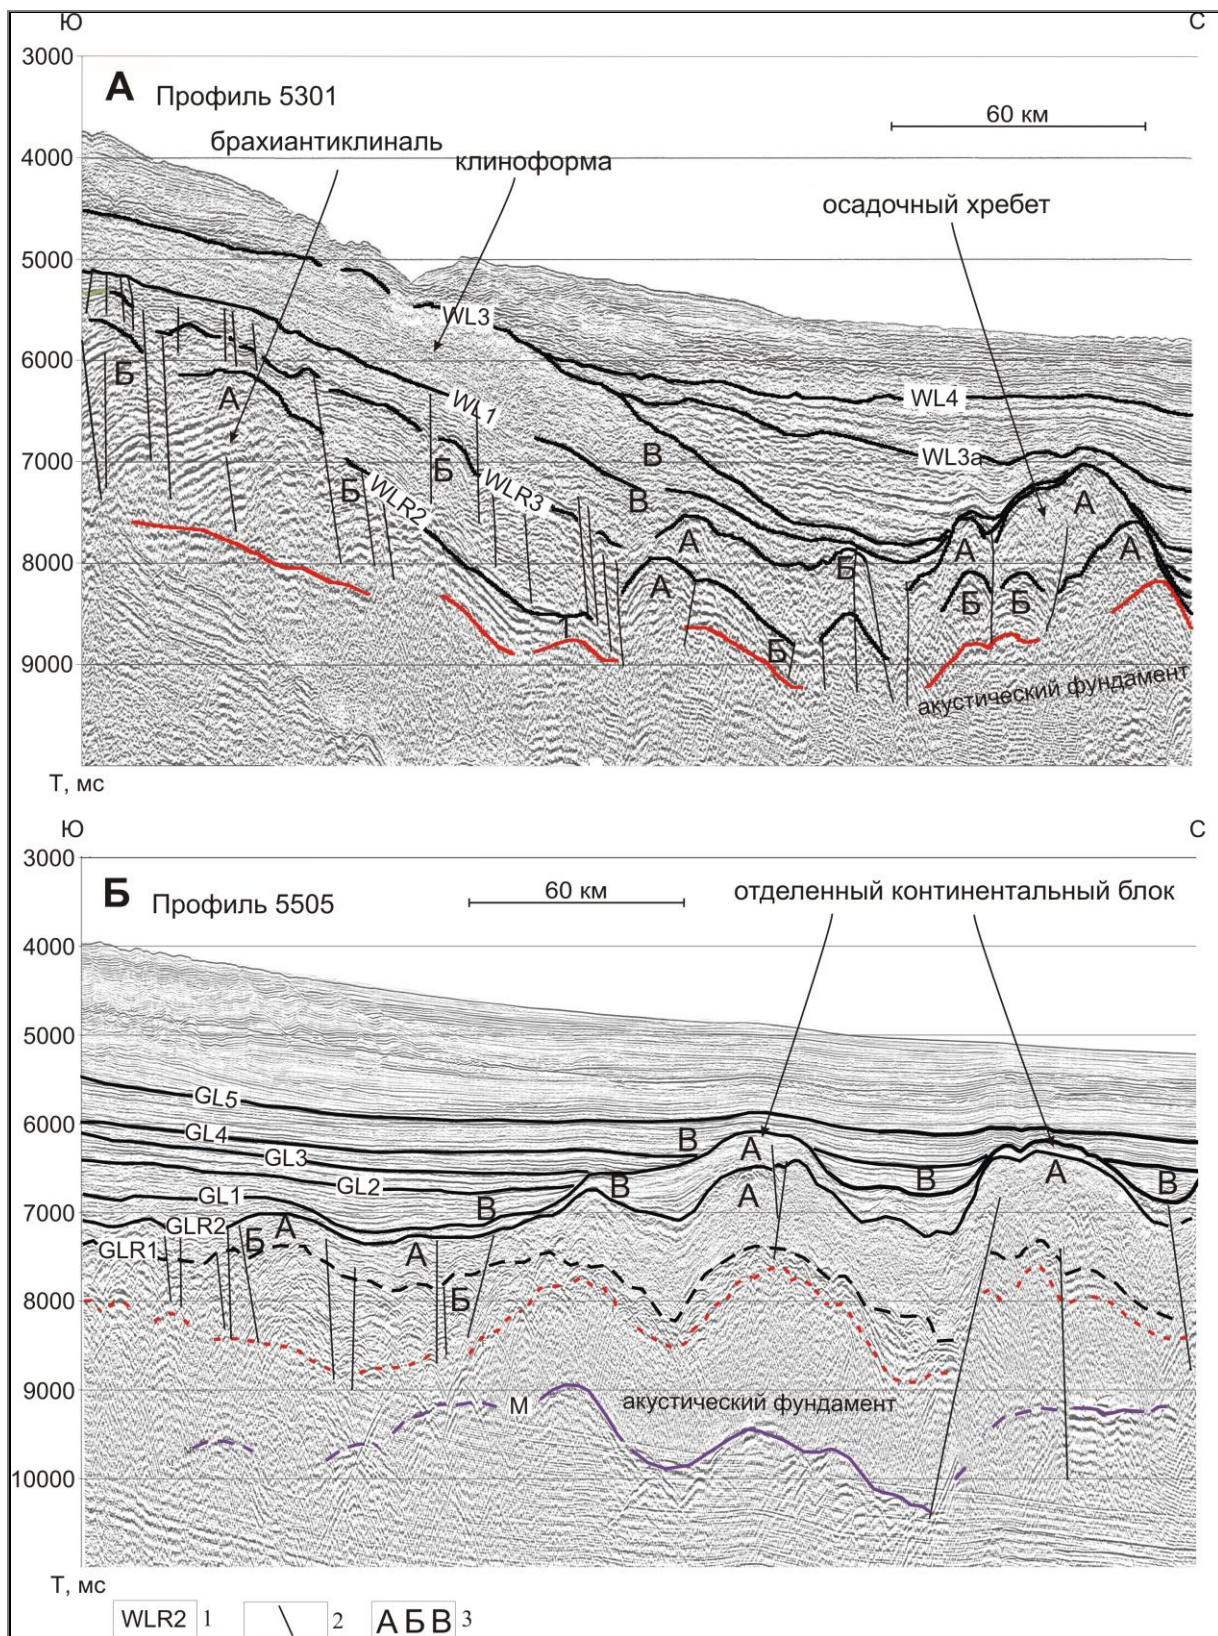 Ю С
3000
А Профиль 5301
60 км
брахиантиклиналь
клиноформа
4000
осадочный хребет
5000
WL3
6000
Б
А
WL1
WL4
7000
В
WL3a
Б
WLR2
Б
WLR3
В
А
8000
А
Б
А
А
А
Б
Б
Г
Б
9000
акустический фундамент
Т, мс
Ю С
3000
Б Профиль 5505
60 км
отделенный континентальный блок
4000
5000
GL5
6000
GL4
GL3
В
А
GL2
В
А
В
А
В
GL1
7000
GLR2
А
В
GLR1
Б
А
8000
Б
9000
М
акустический фундамент
10000
Т, мс
WLR2 1 2 А Б В 3